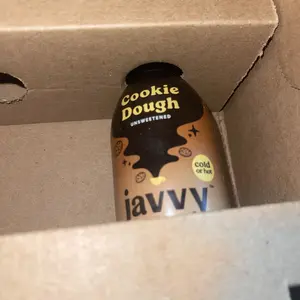 Cookie
Dough
UNSWEETENED
cold
or hot
javvy